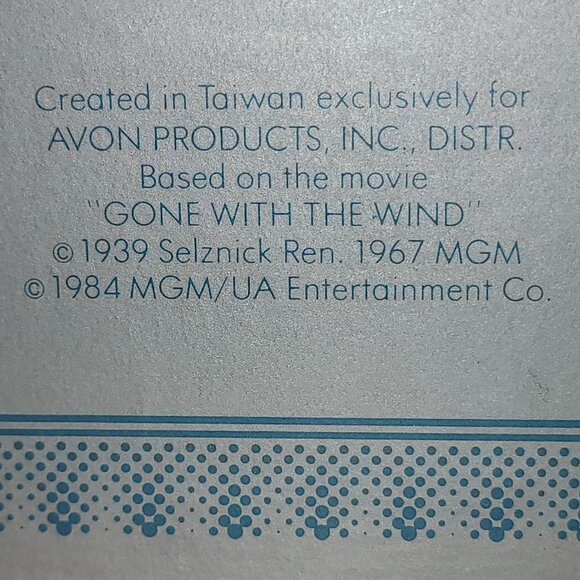 Created in Taiwan exclusively for
AVON PRODUCTS, INC., DISTR.
Based on the movie
"GONE WITH THE WIND"
© 1939 Selznick Ren. 1967 MGM
© 1984 MGM/UA Entertainment Co.